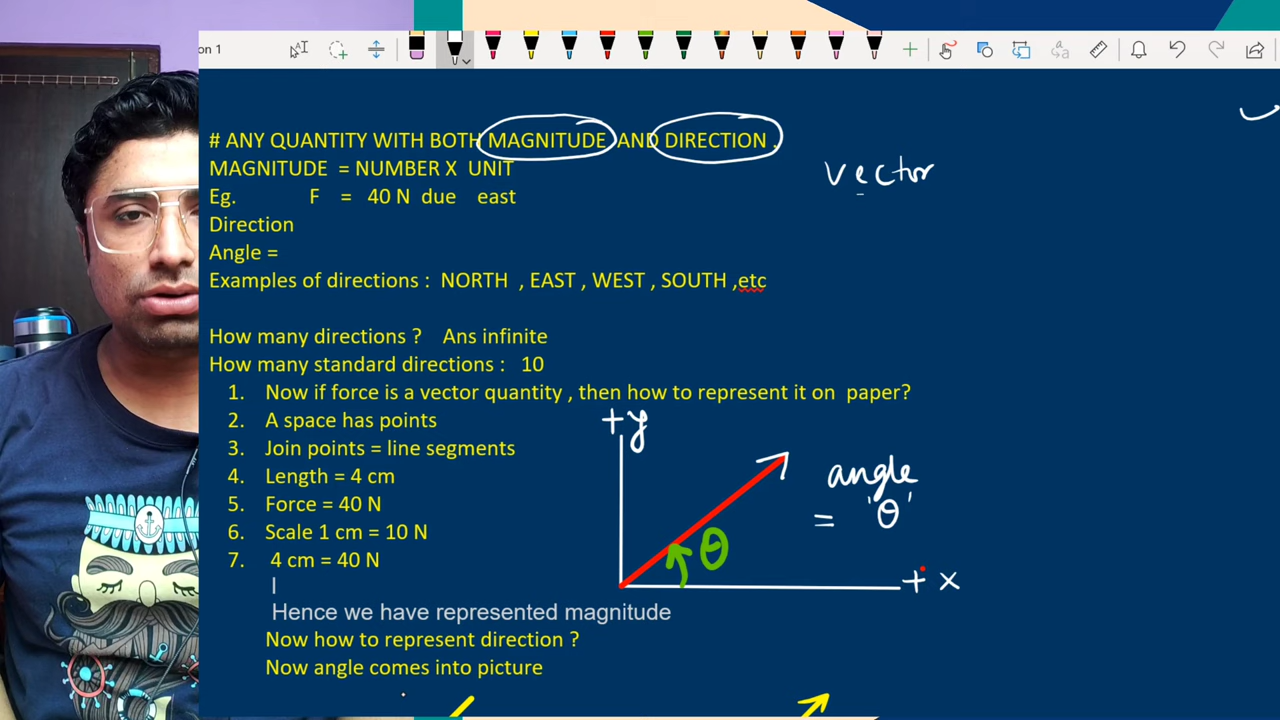 on 1
# ANY QUANTITY WITH BOTH MAGNITUDE AND DIRECTION .
MAGNITUDE = NUMBER X UNIT
vector
Eg. F = 40 N due east
Direction
Angle =
Examples of directions : NORTH , EAST , WEST , SOUTH ,etc
How many directions ? Ans infinite
How many standard directions : 10
1. Now if force is a vector quantity , then how to represent it on paper?
2. A space has points
3. Join points = line segments
4. Length = 4 cm
5. Force = 40 N
6. Scale 1 cm = 10 N
7. 4 cm = 40 N
+y
angle
= 'θ'
θ
+ x
Hence we have represented magnitude
Now how to represent direction ?
Now angle comes into picture